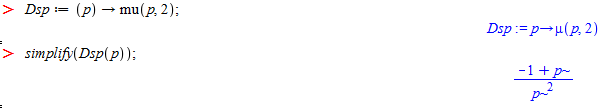 > Dsp := (p) → mu(p, 2);
Dsp := p→μ(p, 2)
> simplify(Dsp(p));
-1 + p~
p~²